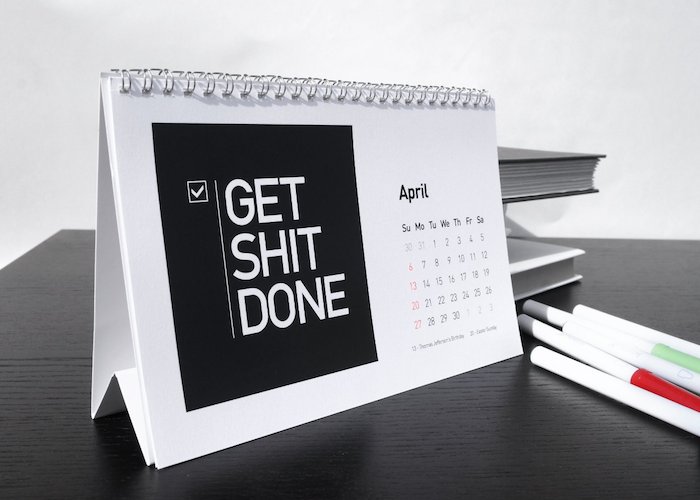 GET
SHIT
DONE
April
Su Mo Tu We Th Fr Sa
30 31 1 2 3 4 5
6 7 8 9 10 11 12
13 14 15 16 17 18 19
20 21 22 23 24 25 26
27 28 29 30 1 2 3
13 - Thomas Jefferson's Birthday 20 - Easter Sunday